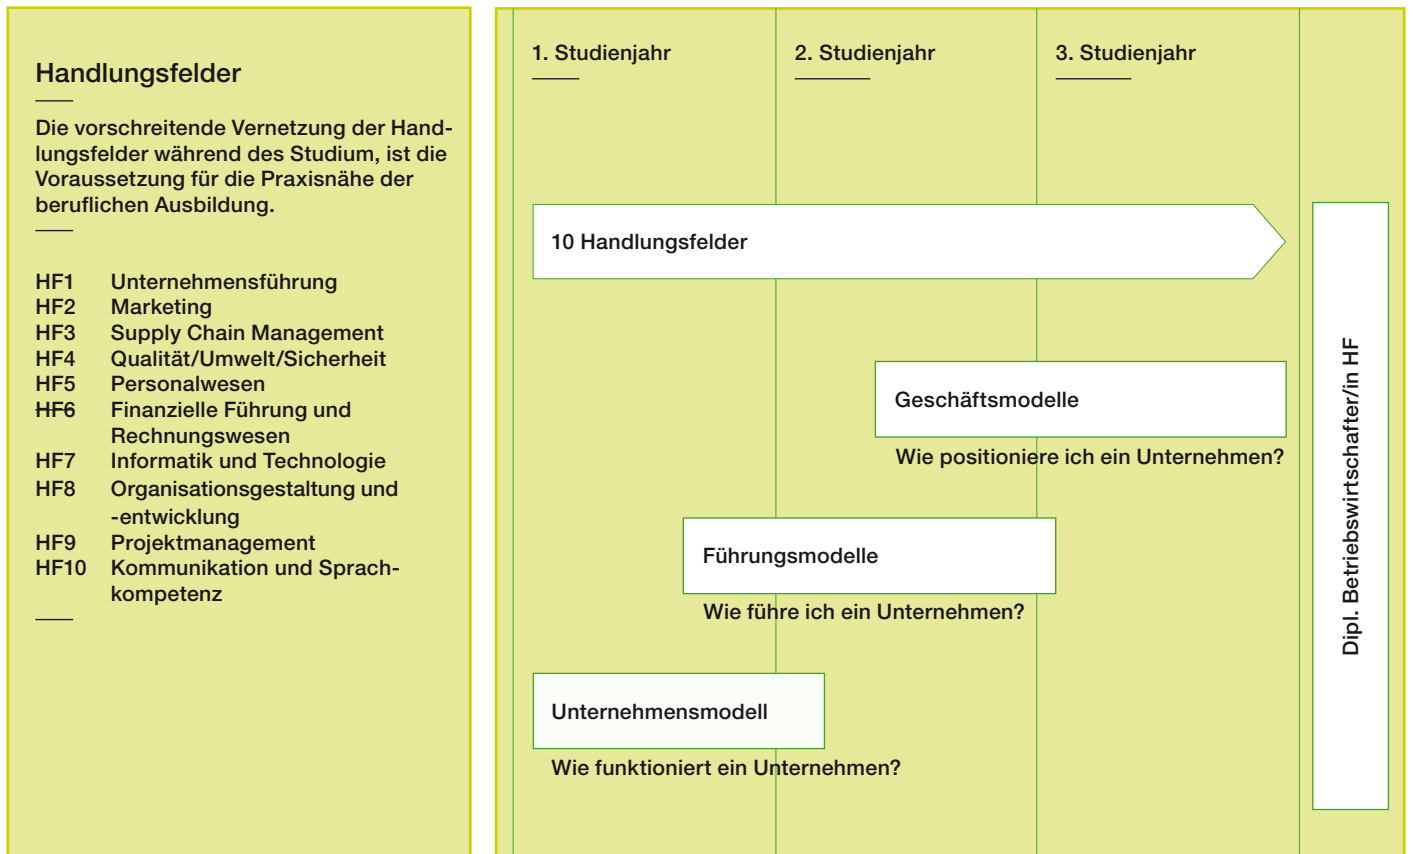 Handlungsfelder
Die vorschreitende Vernetzung der Hand-
lungsfelder während des Studium, ist die
Voraussetzung für die Praxisnähe der
beruflichen Ausbildung.
HF1 Unternehmensführung
HF2 Marketing
HF3 Supply Chain Management
HF4 Qualität/Umwelt/Sicherheit
HF5 Personalwesen
HF6 Finanzielle Führung und
Rechnungswesen
HF7 Informatik und Technologie
HF8 Organisationsgestaltung und
-entwicklung
HF9 Projektmanagement
HF10 Kommunikation und Sprach-
kompetenz
1. Studienjahr
2. Studienjahr
3. Studienjahr
10 Handlungsfelder
Geschäftsmodelle
Wie positioniere ich ein Unternehmen?
Führungsmodelle
Wie führe ich ein Unternehmen?
Unternehmensmodell
Wie funktioniert ein Unternehmen?
Dipl. Betriebswirtschafter/in HF